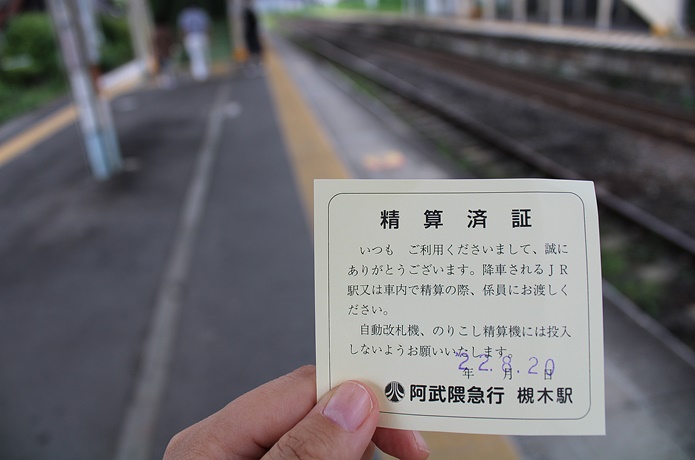 精算済証
いつも ご利用くださいまして、誠に
ありがとうございます。降車されるＪＲ
駅又は車内で精算の際、係員にお渡しく
ださい。
自動改札機、のりこし精算機には投入
しないようお願いいたします。
22.8.20
年 月 日
阿武隈急行 槻木駅